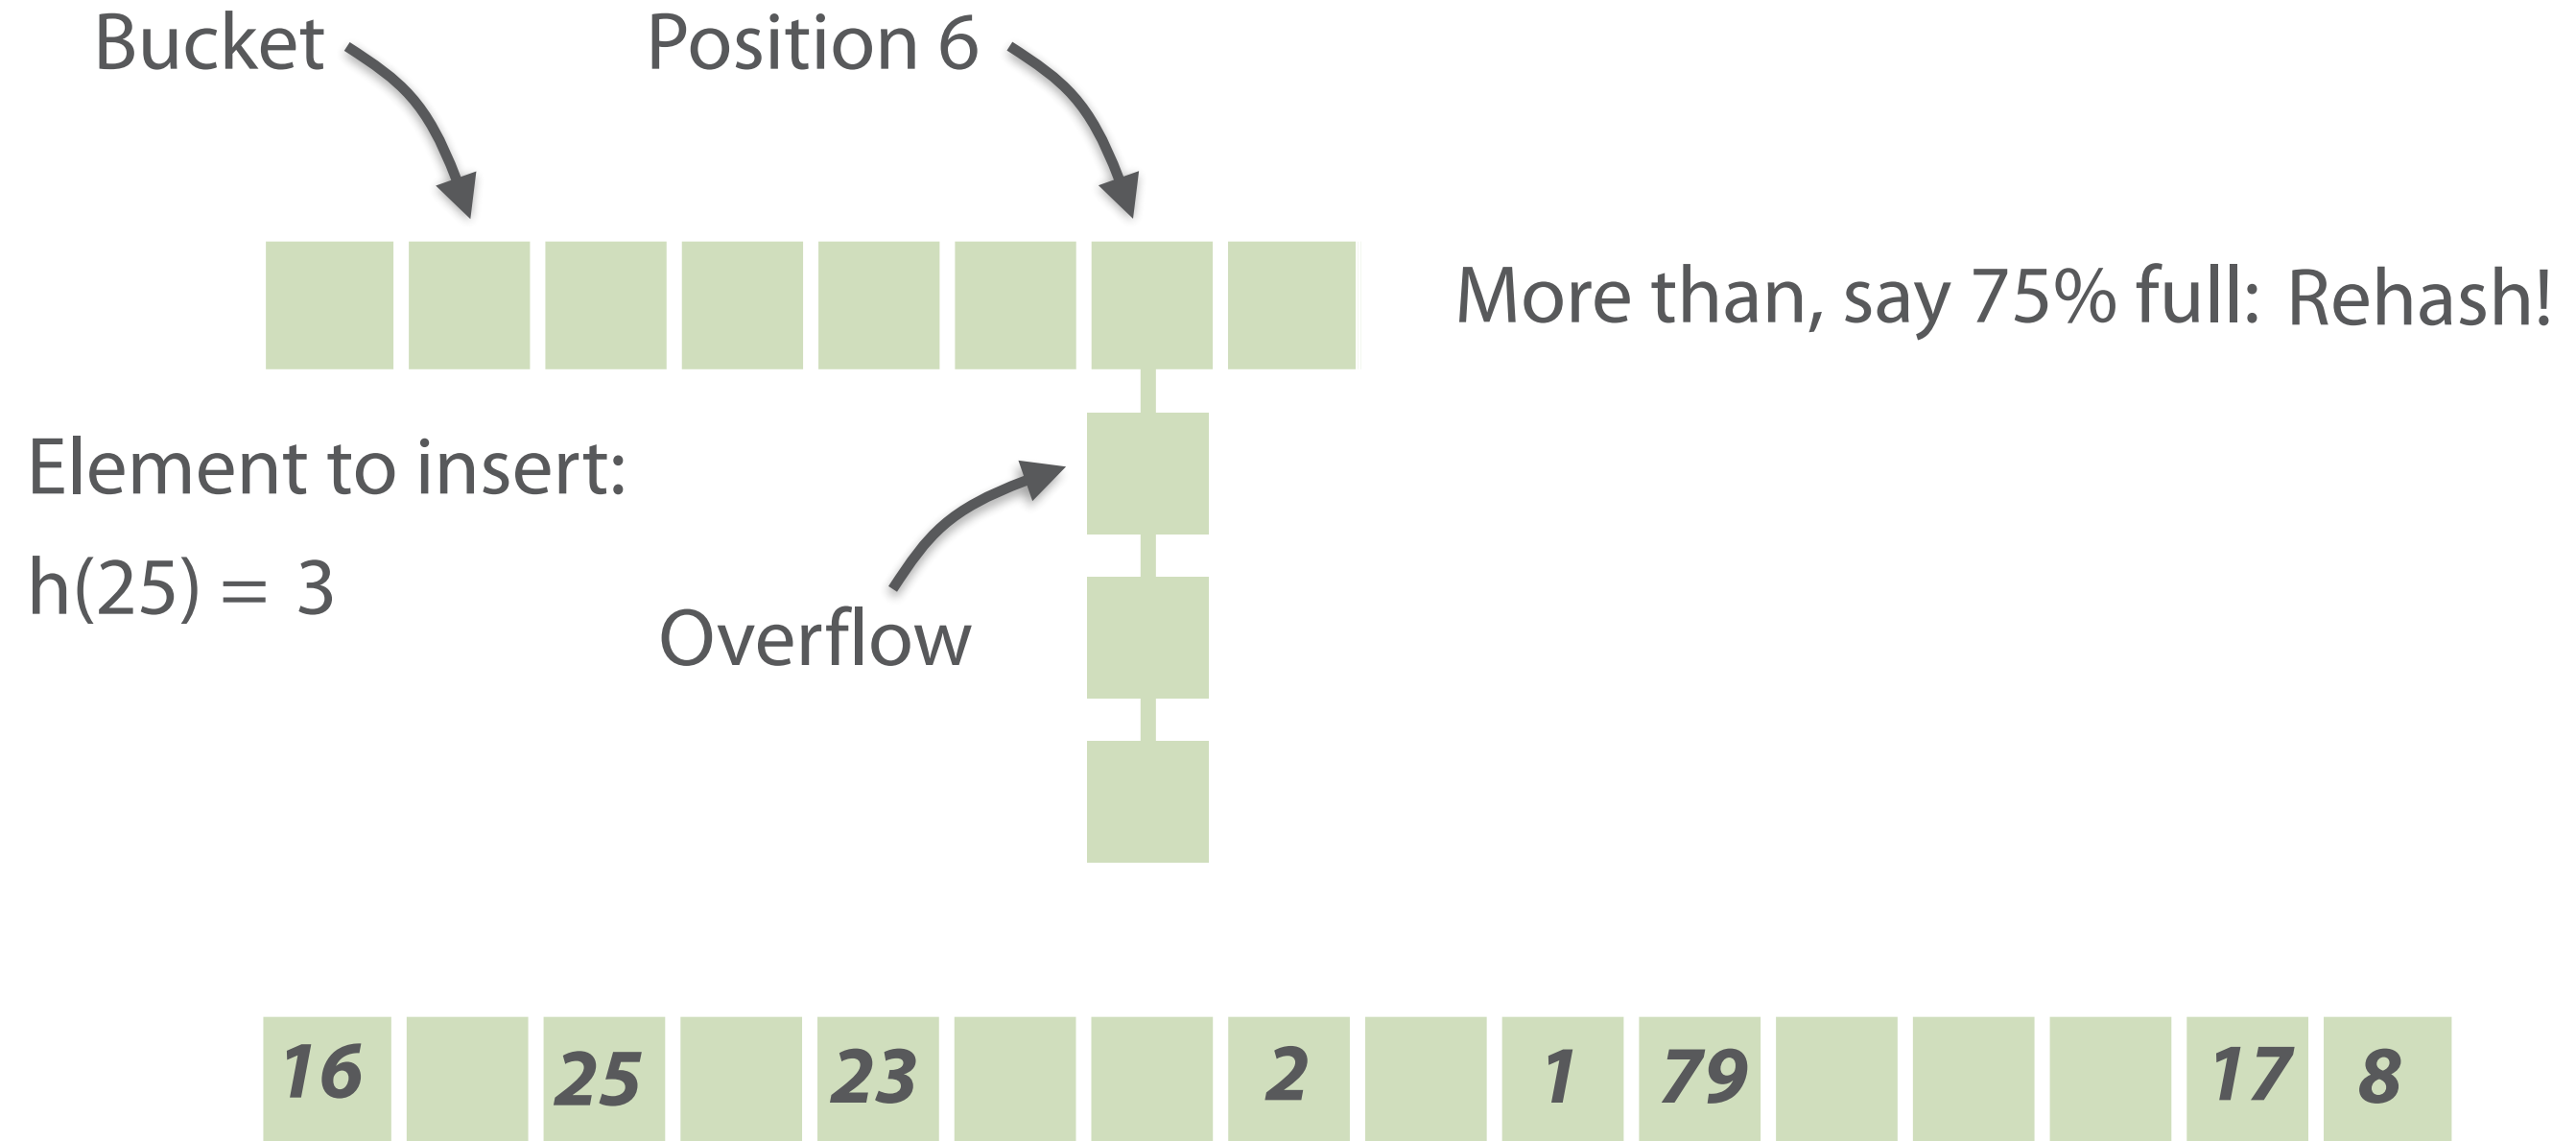 Bucket
Position 6
More than, say 75% full: Rehash!
Element to insert:
h(25) = 3
Overflow
16 25 23 2 1 79 17 8